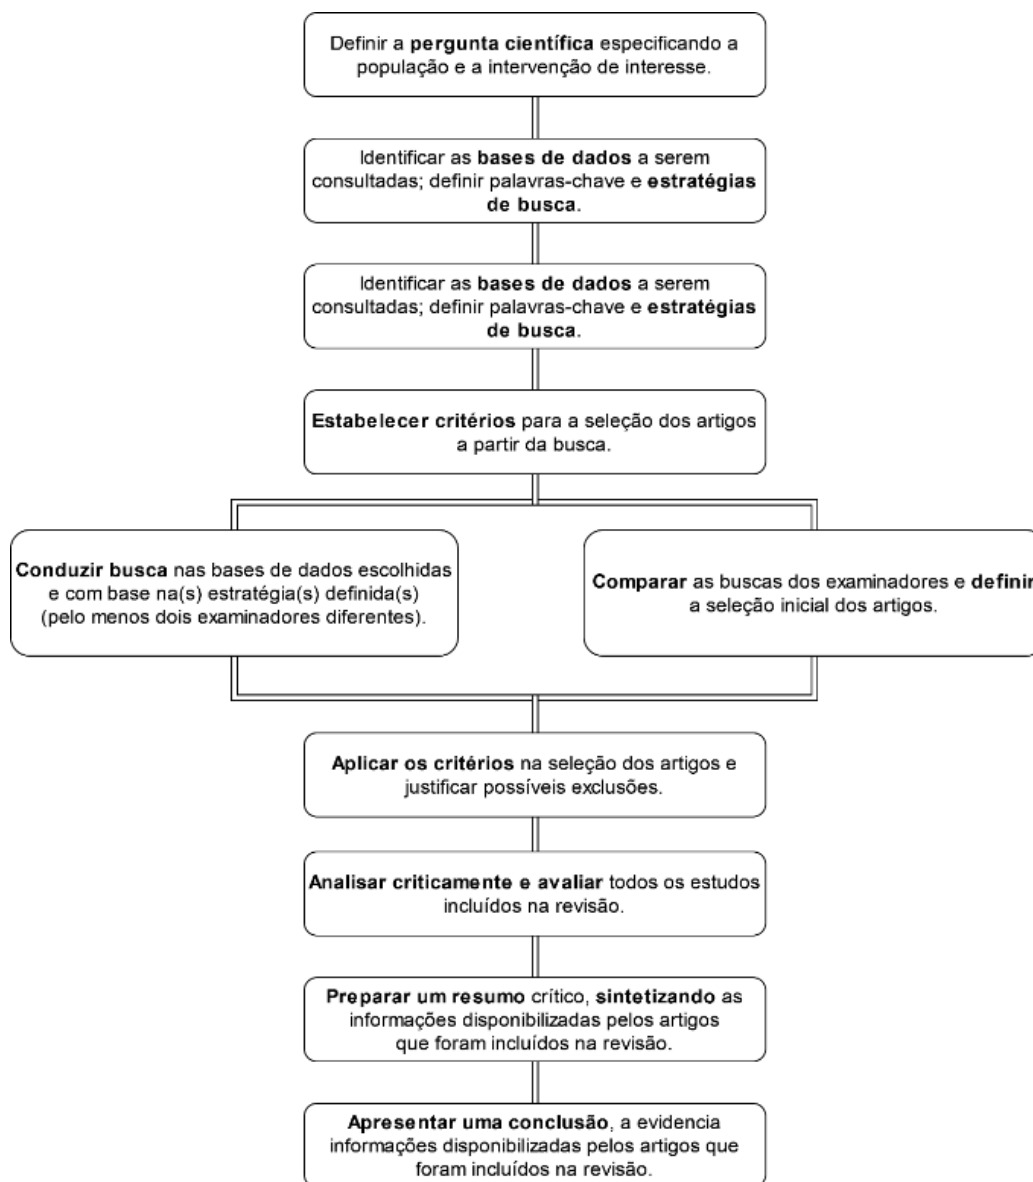 Definir a pergunta científica especificando a
população e a intervenção de interesse.
Identificar as bases de dados a serem
consultadas; definir palavras-chave e estratégias
de busca.
Identificar as bases de dados a serem
consultadas; definir palavras-chave e estratégias
de busca.
Estabelecer critérios para a seleção dos artigos
a partir da busca.
Conduzir busca nas bases de dados escolhidas
e com base na(s) estratégia(s) definida(s)
(pelo menos dois examinadores diferentes).
Comparar as buscas dos examinadores e definir
a seleção inicial dos artigos.
Aplicar os critérios na seleção dos artigos e
justificar possíveis exclusões.
Analisar criticamente e avaliar todos os estudos
incluídos na revisão.
Preparar um resumo crítico, sintetizando as
informações disponibilizadas pelos artigos
que foram incluídos na revisão.
Apresentar uma conclusão, a evidencia
informações disponibilizadas pelos artigos que
foram incluídos na revisão.